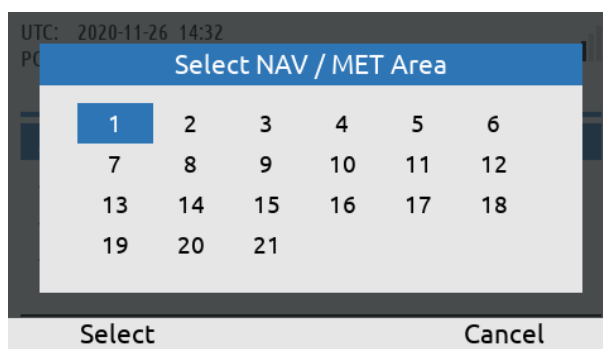 UTC: 2020-11-26 14:32
Select NAV / MET Area
1 2 3 4 5 6
7 8 9 10 11 12
13 14 15 16 17 18
19 20 21
Select Cancel